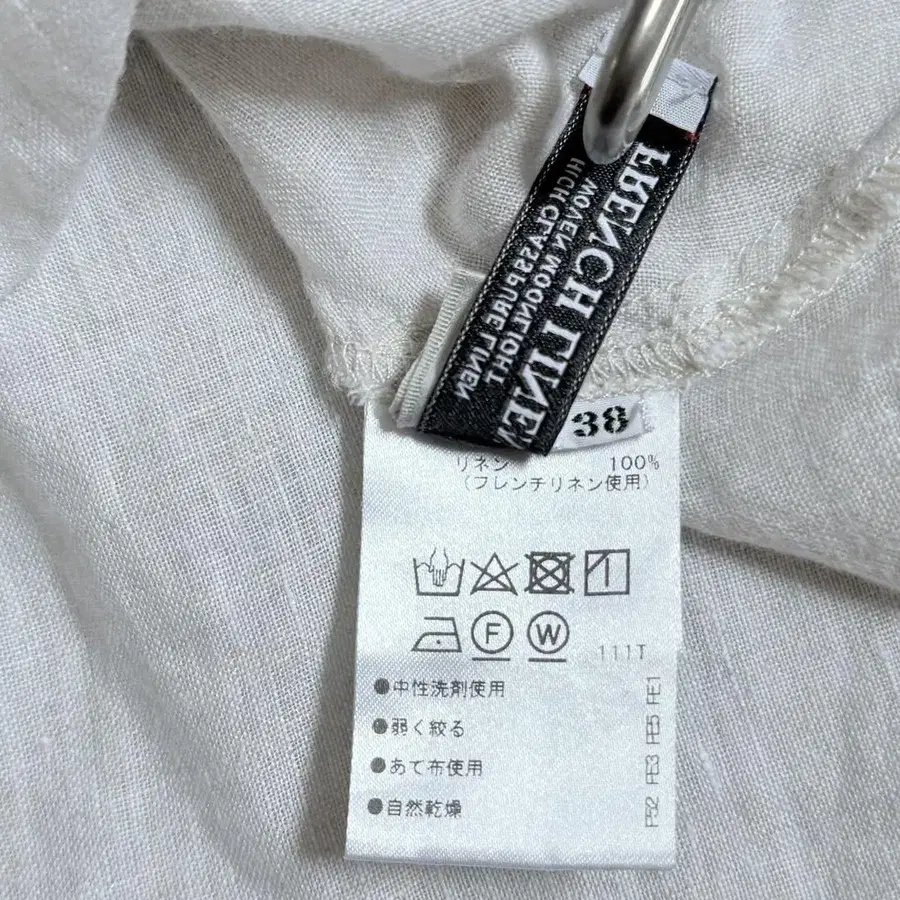 FRENCH LINEN
WOVEN MOONLIGHT
HIGH CLASSPURE LINEN
38
リネン 100%
（フレンチリネン使用）
F W 111T
●中性洗剤使用
●弱く絞る
●あて布使用
●自然乾燥